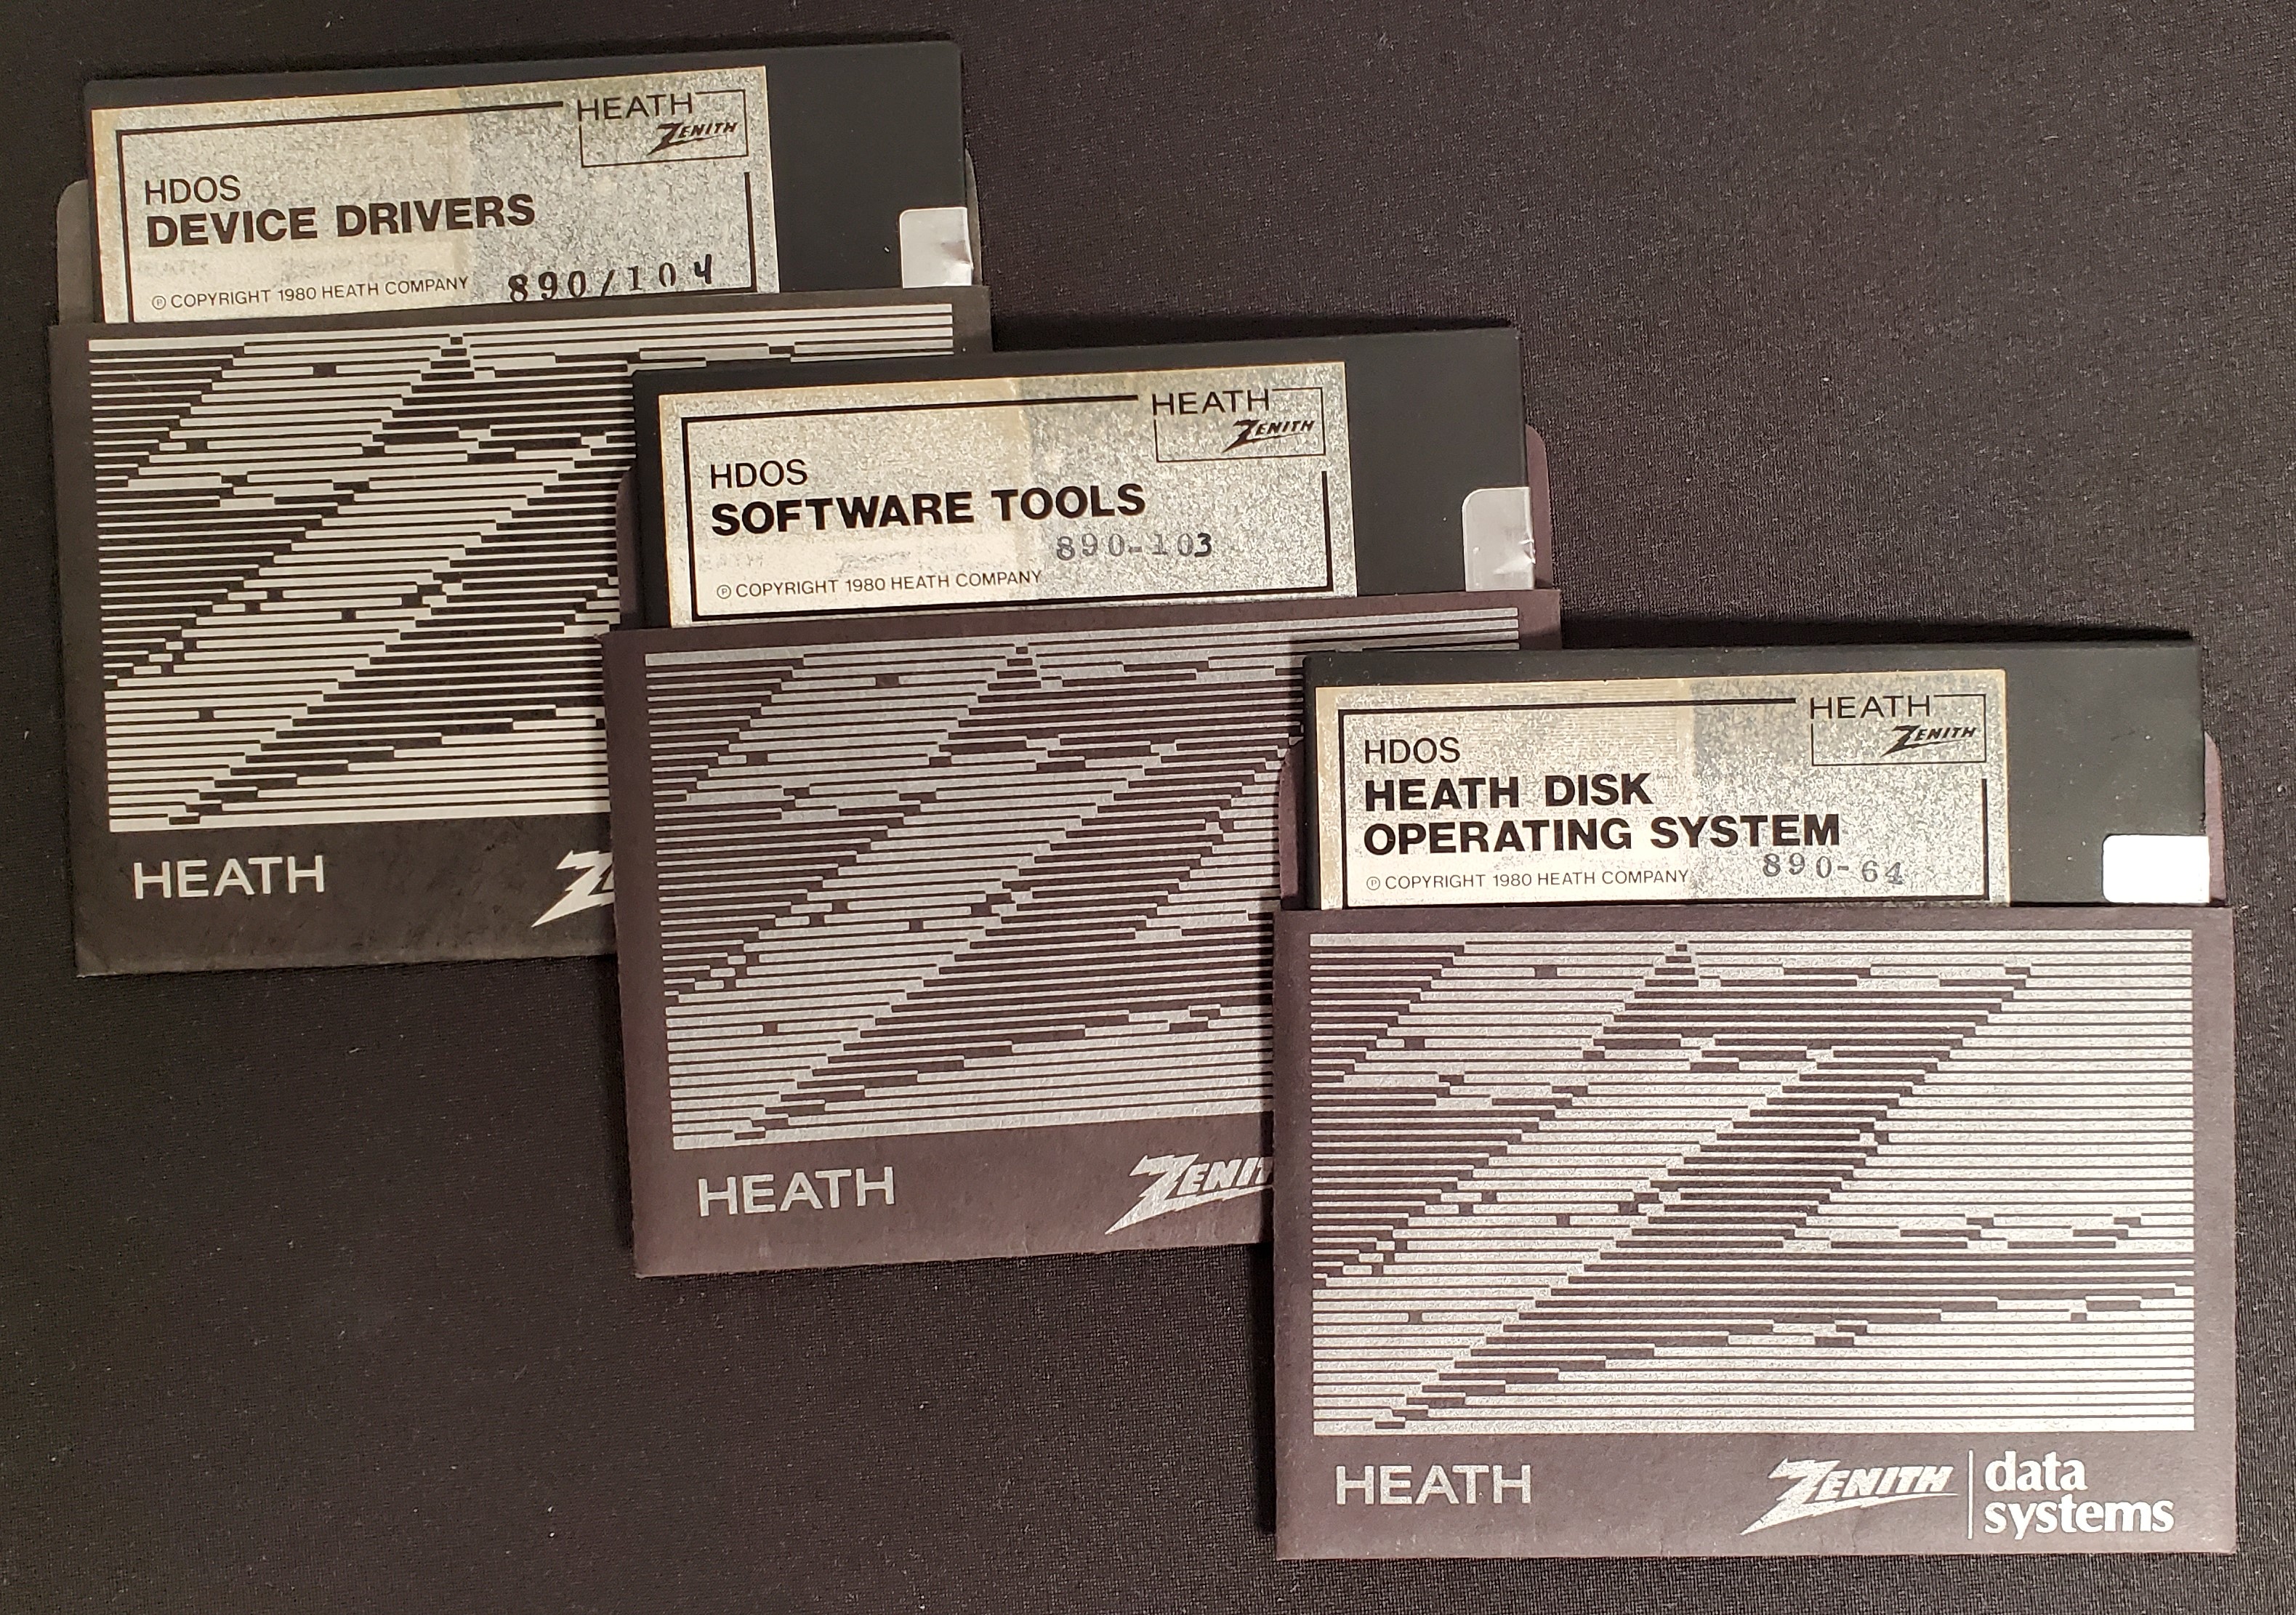 HEATH
ZENITH
HDOS
DEVICE DRIVERS
890/104
Ⓟ COPYRIGHT 1980 HEATH COMPANY
HEATH
HEATH
ZENITH
HDOS
SOFTWARE TOOLS
890-103
Ⓟ COPYRIGHT 1980 HEATH COMPANY
HEATH ZENIT
HEATH
ZENITH
HDOS
HEATH DISK
OPERATING SYSTEM
890-64
Ⓟ COPYRIGHT 1980 HEATH COMPANY
HEATH ZENITH data
systems